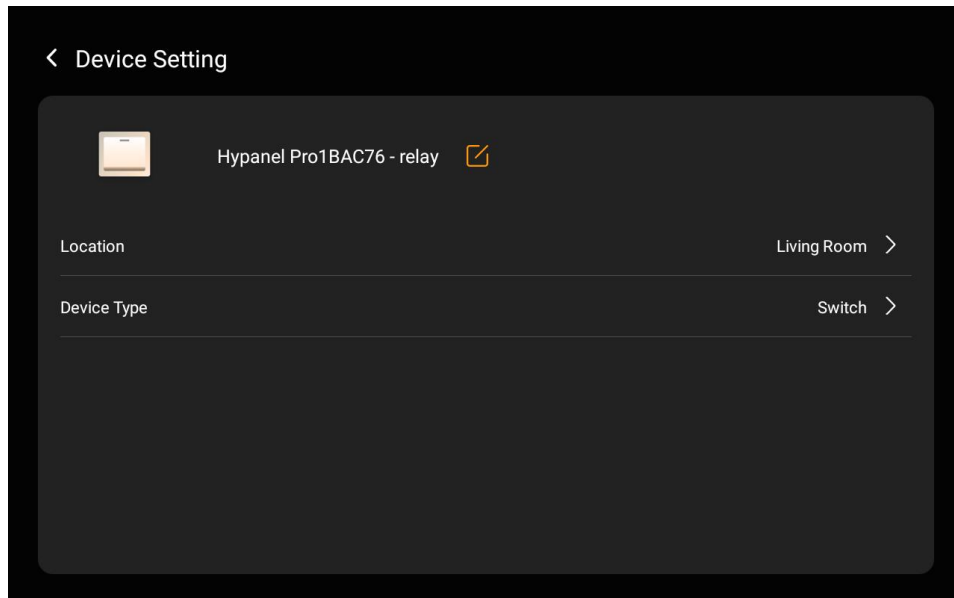 Device Setting
Hypanel Pro1BAC76 - relay
Location
Living Room
Device Type
Switch